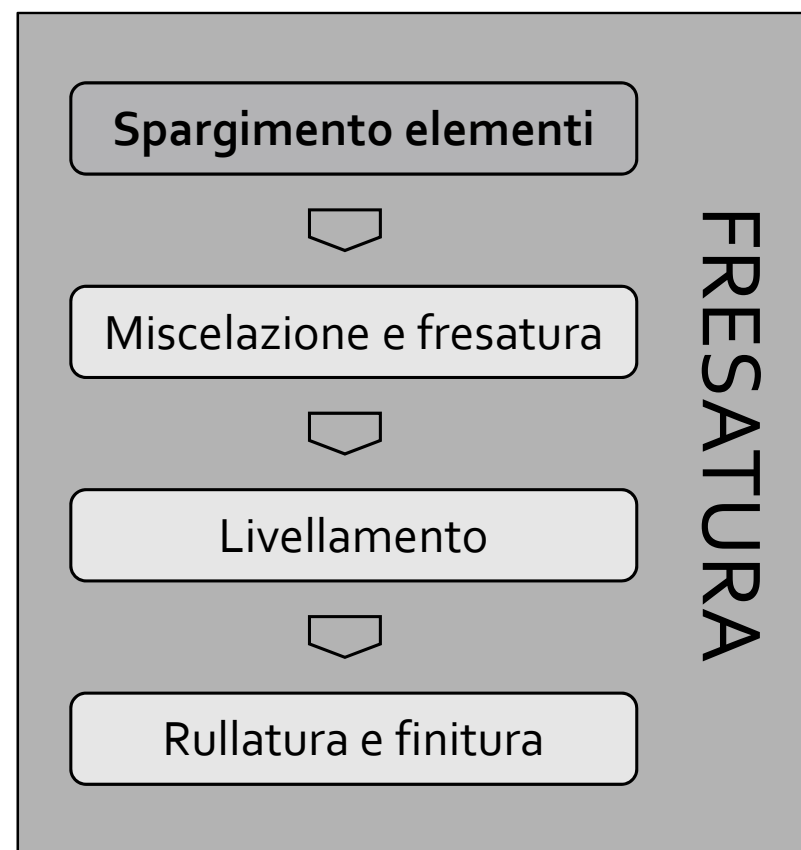 Spargimento elementi
Miscelazione e fresatura
Livellamento
Rullatura e finitura
FRESATURA